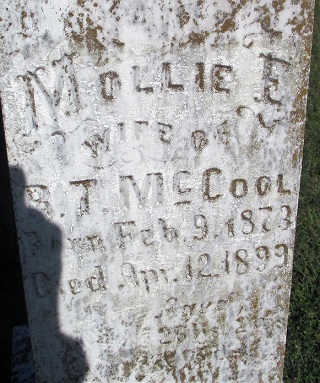 MOLLIE E
WIFE OF
R. T. McCOOL
Born Feb. 9. 1873
Died Apr. 12. 1899